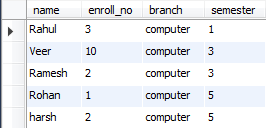 name enroll_no branch semester
Rahul 3 computer 1
Veer 10 computer 3
Ramesh 2 computer 3
Rohan 1 computer 5
harsh 2 computer 5